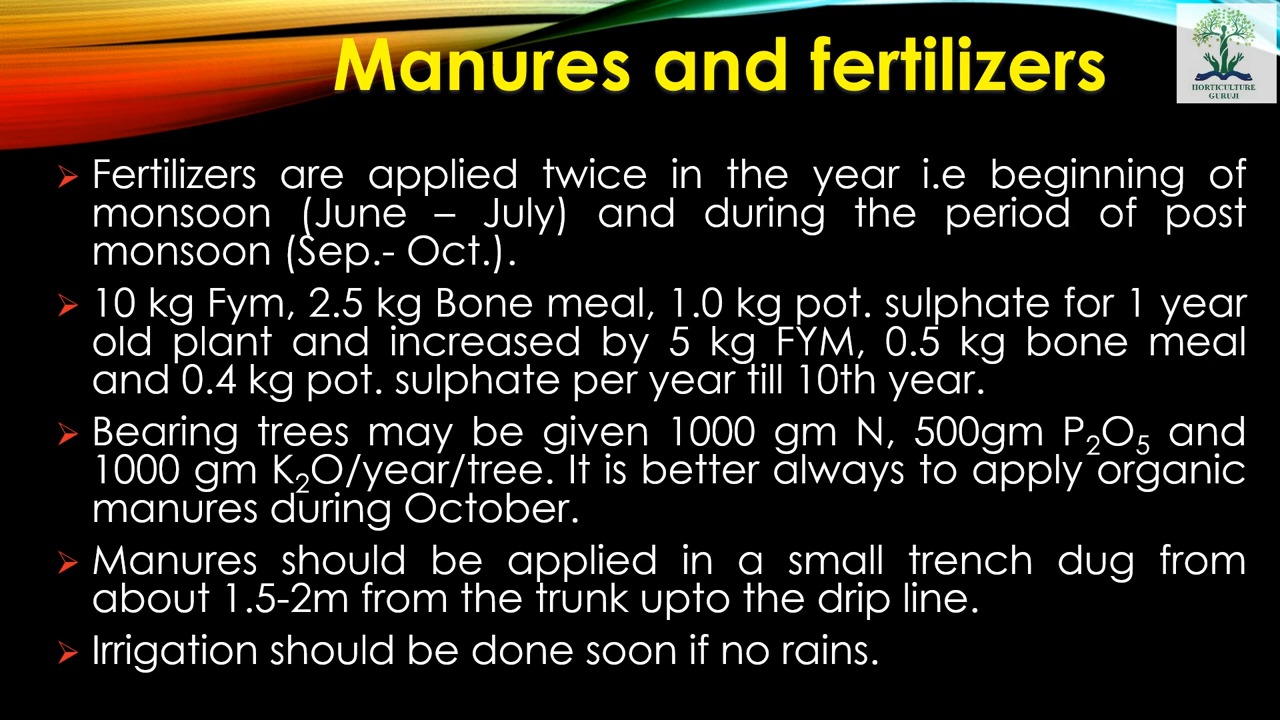 Manures and fertilizers
HORTICULTURE
GURUJI
➢ Fertilizers are applied twice in the year i.e beginning of
monsoon (June – July) and during the period of post
monsoon (Sep.- Oct.).
➢ 10 kg Fym, 2.5 kg Bone meal, 1.0 kg pot. sulphate for 1 year
old plant and increased by 5 kg FYM, 0.5 kg bone meal
and 0.4 kg pot. sulphate per year till 10th year.
➢ Bearing trees may be given 1000 gm N, 500gm P₂O₅ and
1000 gm K₂O/year/tree. It is better always to apply organic
manures during October.
➢ Manures should be applied in a small trench dug from
about 1.5-2m from the trunk upto the drip line.
➢ Irrigation should be done soon if no rains.